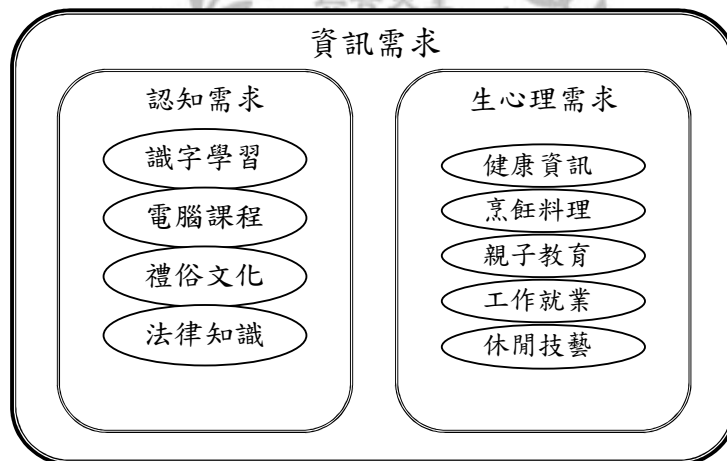 資訊需求
認知需求
識字學習
電腦課程
禮俗文化
法律知識
生心理需求
健康資訊
烹飪料理
親子教育
工作就業
休閒技藝